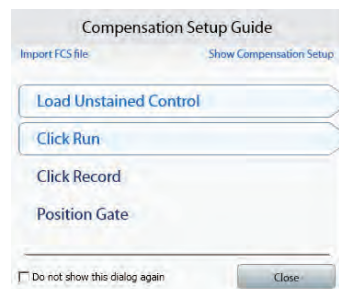 Compensation Setup Guide
Import FCS file Show Compensation Setup
Load Unstained Control
Click Run
Click Record
Position Gate
Do not show this dialog again Close